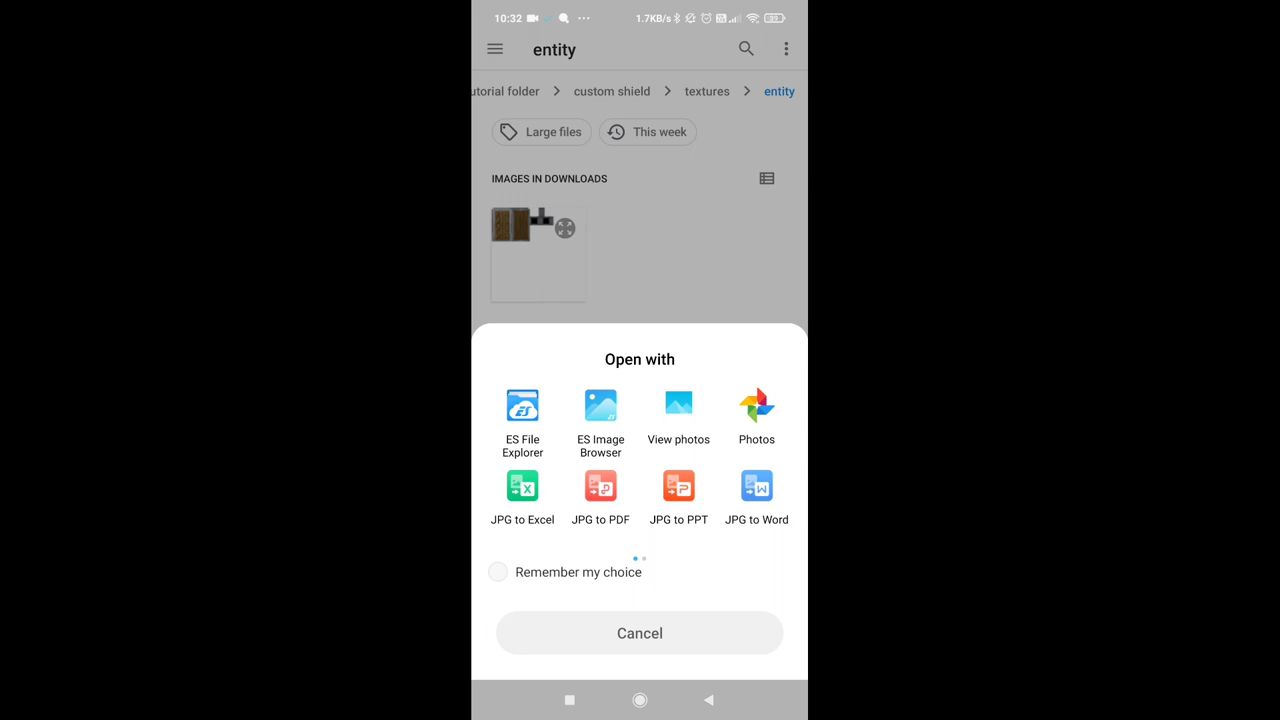 10:32
1.7KB/s
99
entity
utorial folder
custom shield
textures
entity
Large files
This week
IMAGES IN DOWNLOADS
Open with
ES File
Explorer
ES Image
Browser
View photos
Photos
JPG to Excel
JPG to PDF
JPG to PPT
JPG to Word
Remember my choice
Cancel